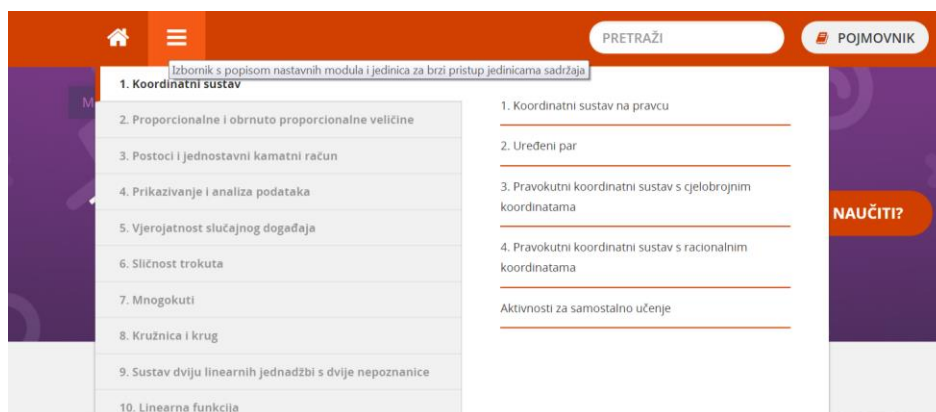 PRETRAŽI
POJMOVNIK
Izbornik s popisom nastavnih modula i jedinica za brzi pristup jedinicama sadržaja
1. Koordinatni sustav
2. Proporcionalne i obrnuto proporcionalne veličine
3. Postoci i jednostavni kamatni račun
4. Prikazivanje i analiza podataka
5. Vjerojatnost slučajnog događaja
6. Sličnost trokuta
7. Mnogokuti
8. Kružnica i krug
9. Sustav dviju linearnih jednadžbi s dvije nepoznanice
10. Linearna funkcija
1. Koordinatni sustav na pravcu
2. Uređeni par
3. Pravokutni koordinatni sustav s cjelobrojnim
koordinatama
4. Pravokutni koordinatni sustav s racionalnim
koordinatama
Aktivnosti za samostalno učenje
M
NAUČITI?